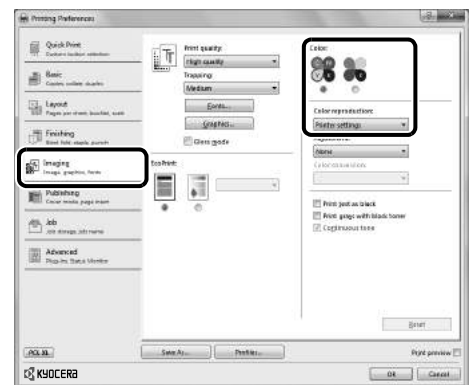 Printing Preferences
Quick Print
Custom button selection
Basic
Copies, collate, duplex
Layout
Pages per sheet, booklet, scale
Finishing
Bind, fold, staple, punch
Imaging
Image, graphics, fonts
Publishing
Cover mode, page insert
Job
Job storage, job name
Advanced
Plug-ins, Status Monitor
PCL XL
KYOCERA
Print quality:
High quality
Trapping:
Medium
Fonts...
Graphics...
Gloss mode
EcoPrint:
Color:
C M
Y K
Color reproduction:
Printer settings
None
Print text as black
Print grays with black toner
Continuous tone
Reset
Save As...
Profiles...
Print preview
OK
Cancel